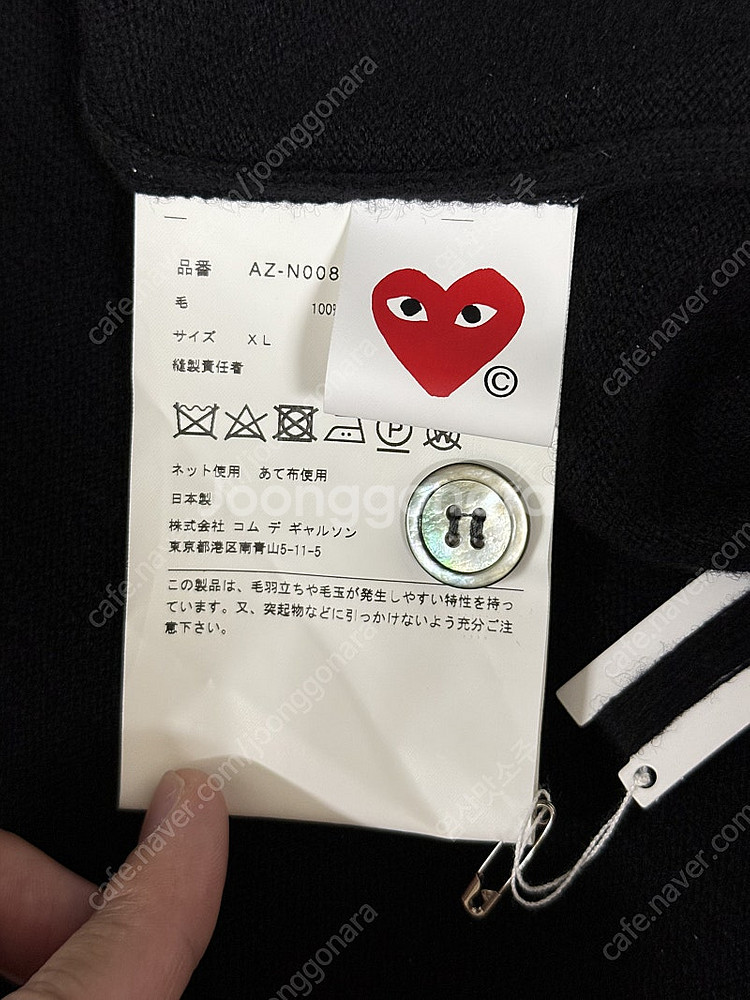 品番 AZ-N008
毛 100%
サイズ XL
縫製責任者
P
W
ネット使用 あて布使用
日本製
株式会社 コム デ ギャルソン
東京都港区南青山5-11-5
この製品は、毛羽立ちや毛玉が発生しやすい特性を持っ
ています。又、突起物などに引っかけないよう充分ご注
意下さい。
©
joonggonara
cafe.naver.com/joonggonara